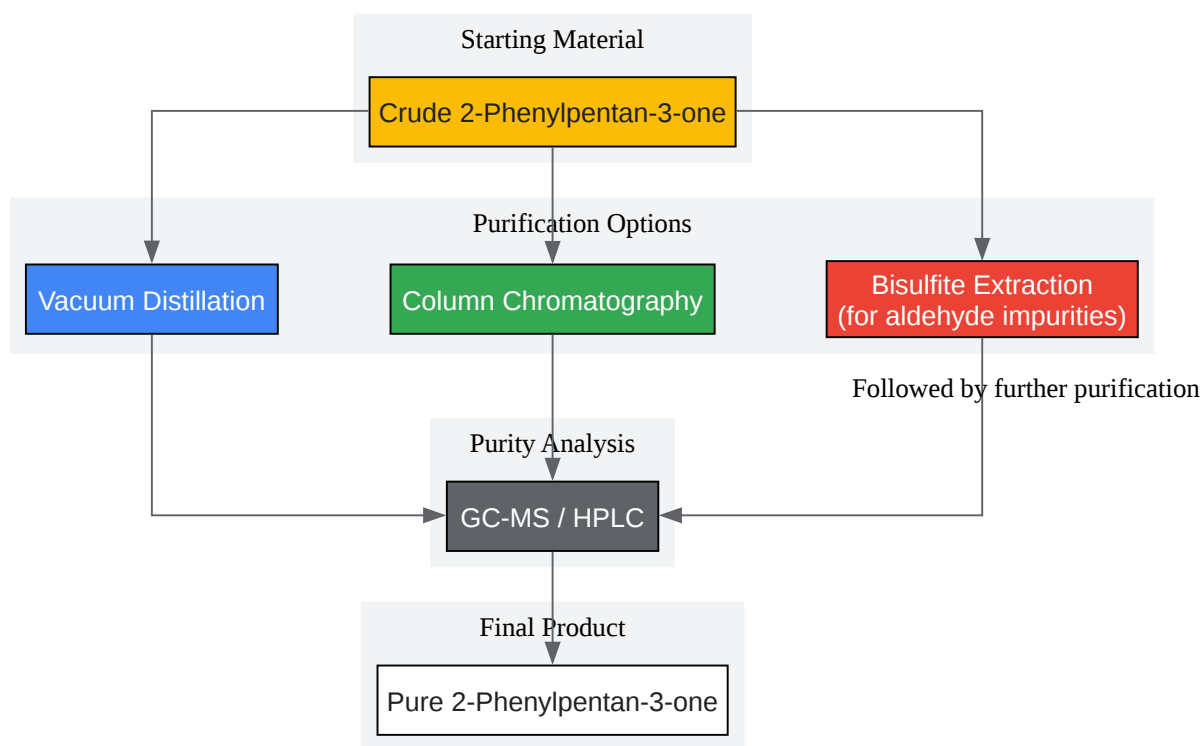 Starting Material
Crude 2-Phenylpentan-3-one
Purification Options
Vacuum Distillation
Column Chromatography
Bisulfite Extraction
(for aldehyde impurities)
Followed by further purification
Purity Analysis
GC-MS / HPLC
Final Product
Pure 2-Phenylpentan-3-one